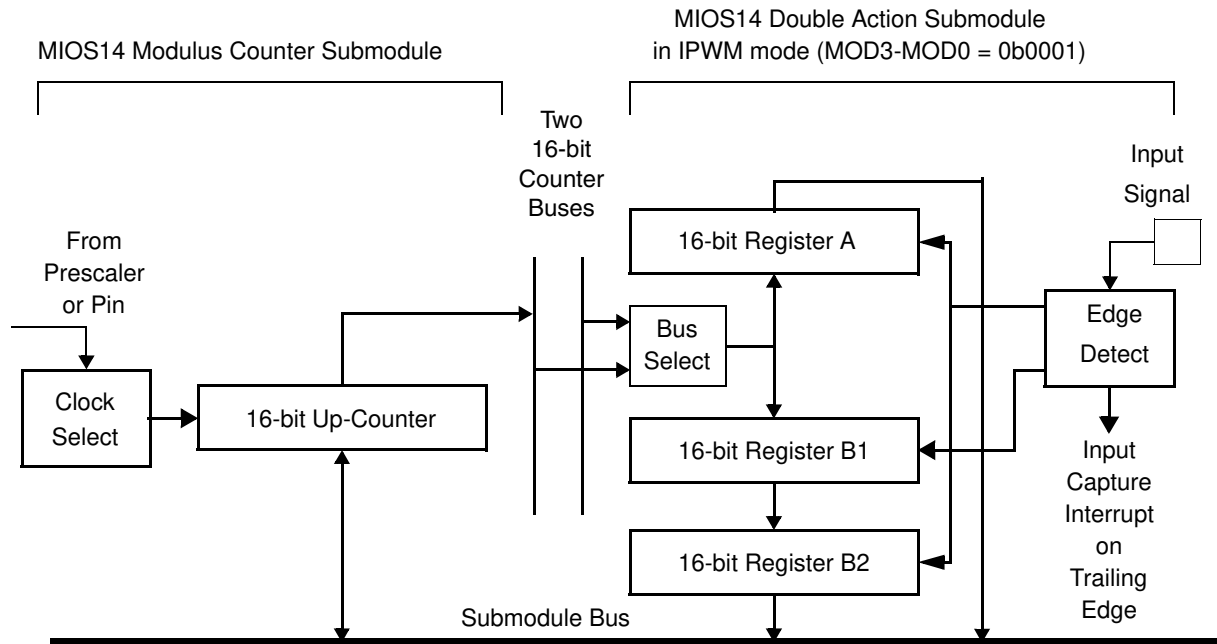 MIOS14 Modulus Counter Submodule
MIOS14 Double Action Submodule
in IPWM mode (MOD3-MOD0 = 0b0001)
Two
16-bit
Counter
Buses
Input
Signal
From
Prescaler
or Pin
16-bit Register A
Bus
Select
Edge
Detect
Clock
Select
16-bit Up-Counter
16-bit Register B1
16-bit Register B2
Input
Capture
Interrupt
on
Trailing
Edge
Submodule Bus